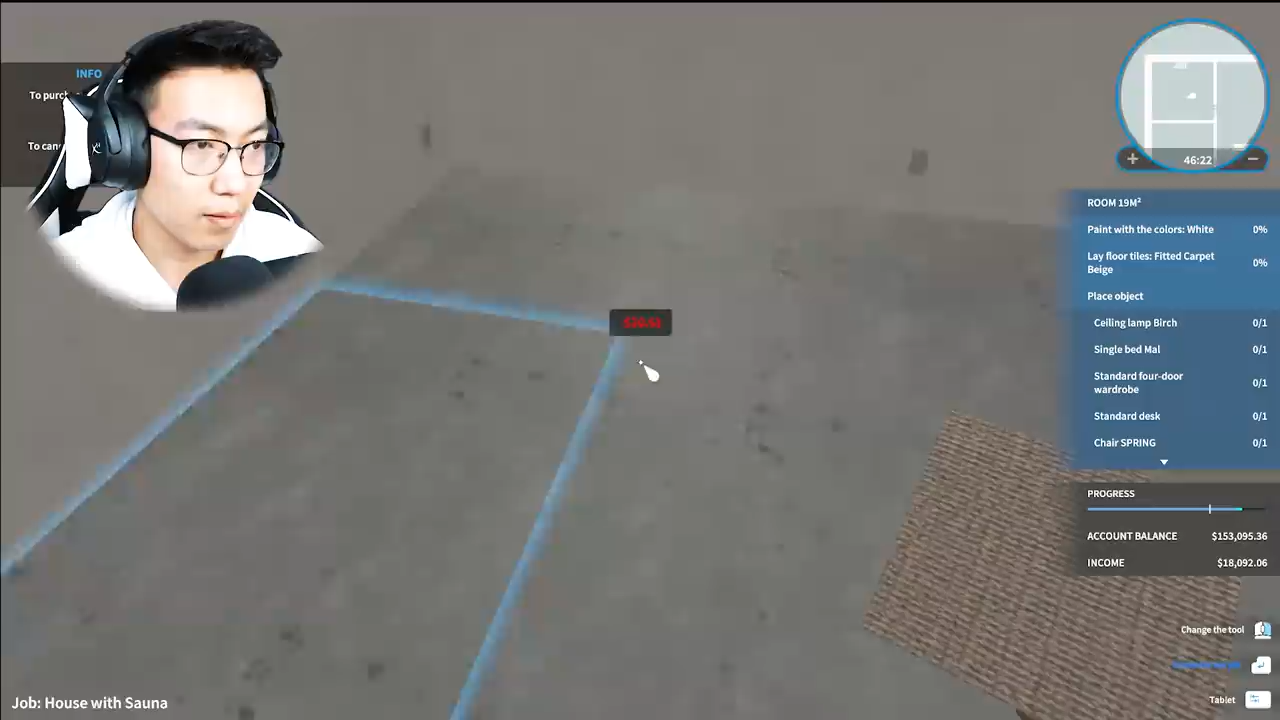 INFO
To purch
To can
46:22
ROOM 19M²
Paint with the colors: White 0%
Lay floor tiles: Fitted Carpet 0%
Beige
Place object
Ceiling lamp Birch 0/1
Single bed Mal 0/1
Standard four-door 0/1
wardrobe
Standard desk 0/1
Chair SPRING 0/1
PROGRESS
ACCOUNT BALANCE $153,095.36
INCOME $18,092.06
Change the tool
Tablet
Job: House with Sauna